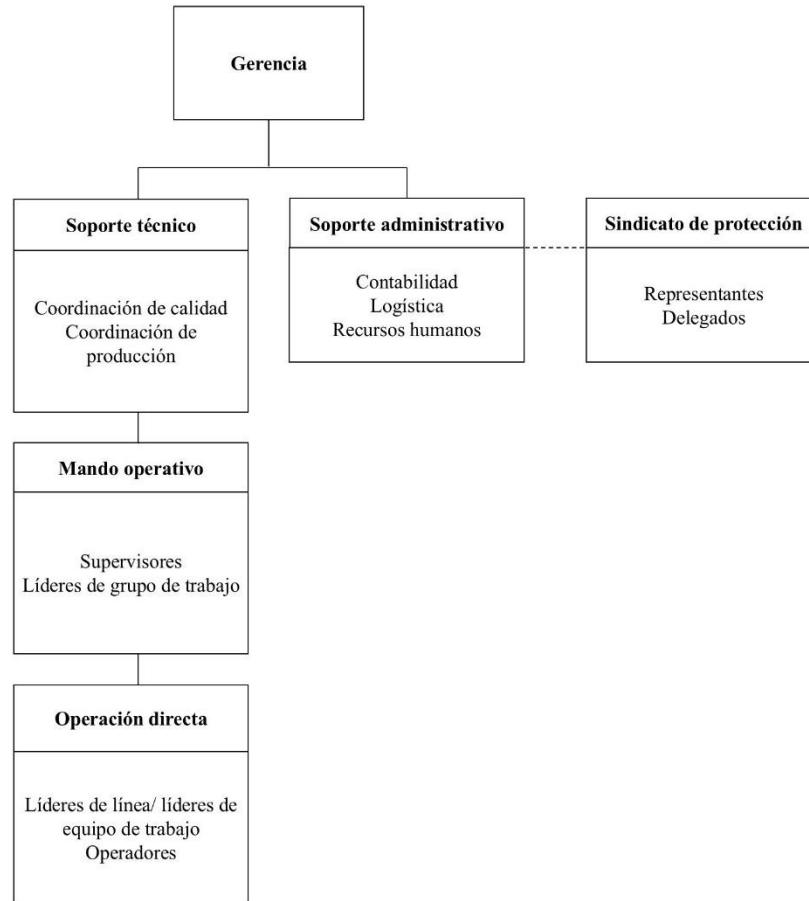 Gerencia
Soporte técnico
Soporte administrativo
Sindicato de protección
Coordinación de calidad
Coordinación de
producción
Contabilidad
Logística
Recursos humanos
Representantes
Delegados
Mando operativo
Supervisores
Líderes de grupo de trabajo
Operación directa
Líderes de línea/ líderes de
equipo de trabajo
Operadores